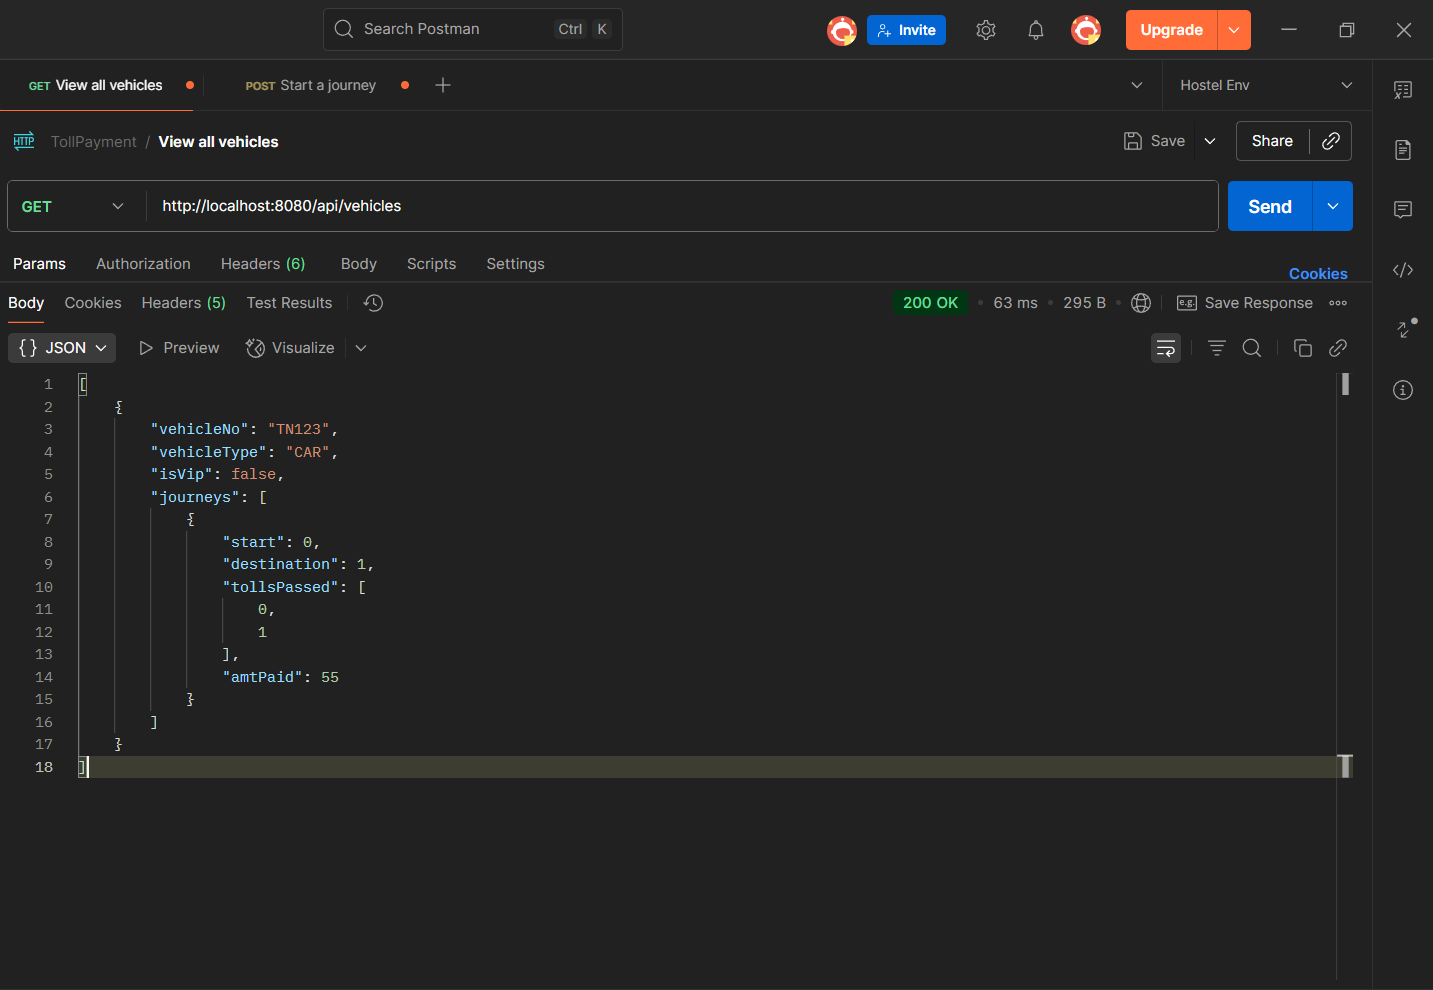 Search Postman Ctrl K Invite Upgrade
GET View all vehicles POST Start a journey Hostel Env
HTTP TollPayment / View all vehicles Save Share
GET http://localhost:8080/api/vehicles Send
Params Authorization Headers (6) Body Scripts Settings Cookies
Body Cookies Headers (5) Test Results 200 OK 63 ms 295 B e.g. Save Response
{} JSON Preview Visualize
1 [
2 {
3 "vehicleNo": "TN123",
4 "vehicleType": "CAR",
5 "isVip": false,
6 "journeys": [
7 {
8 "start": 0,
9 "destination": 1,
10 "tollsPassed": [
11 0,
12 1
13 ],
14 "amtPaid": 55
15 }
16 ]
17 }
18 ]